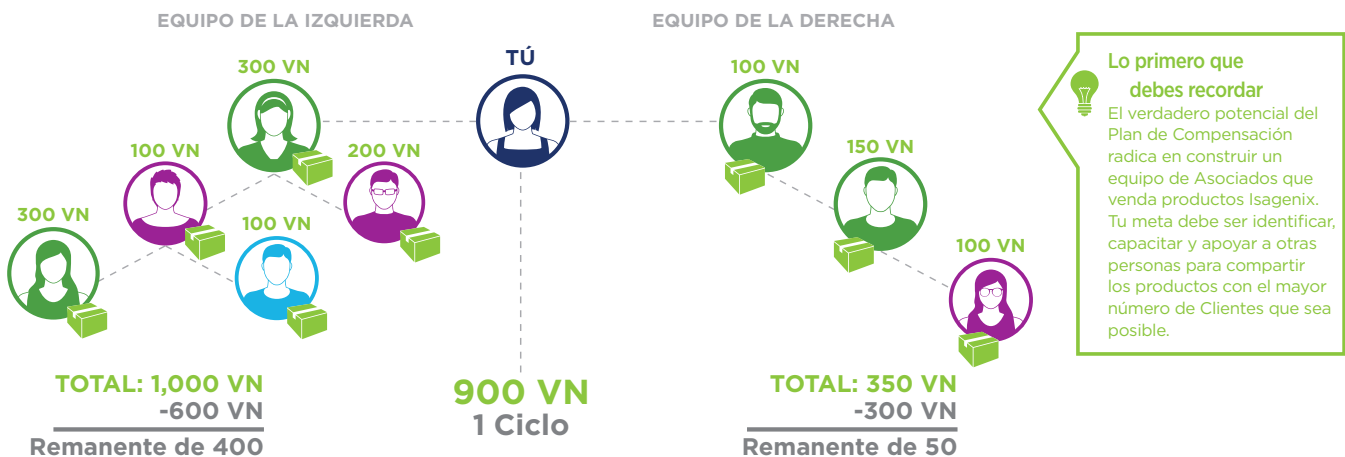 EQUIPO DE LA IZQUIERDA
EQUIPO DE LA DERECHA
TÚ
300 VN
100 VN
200 VN
300 VN
100 VN
100 VN
150 VN
100 VN
TOTAL: 1,000 VN
-600 VN
Remanente de 400
900 VN
1 Ciclo
TOTAL: 350 VN
-300 VN
Remanente de 50
Lo primero que
debes recordar
El verdadero potencial del
Plan de Compensación
radica en construir un
equipo de Asociados que
venda productos Isagenix.
Tu meta debe ser identificar,
capacitar y apoyar a otras
personas para compartir
los productos con el mayor
número de Clientes que sea
posible.